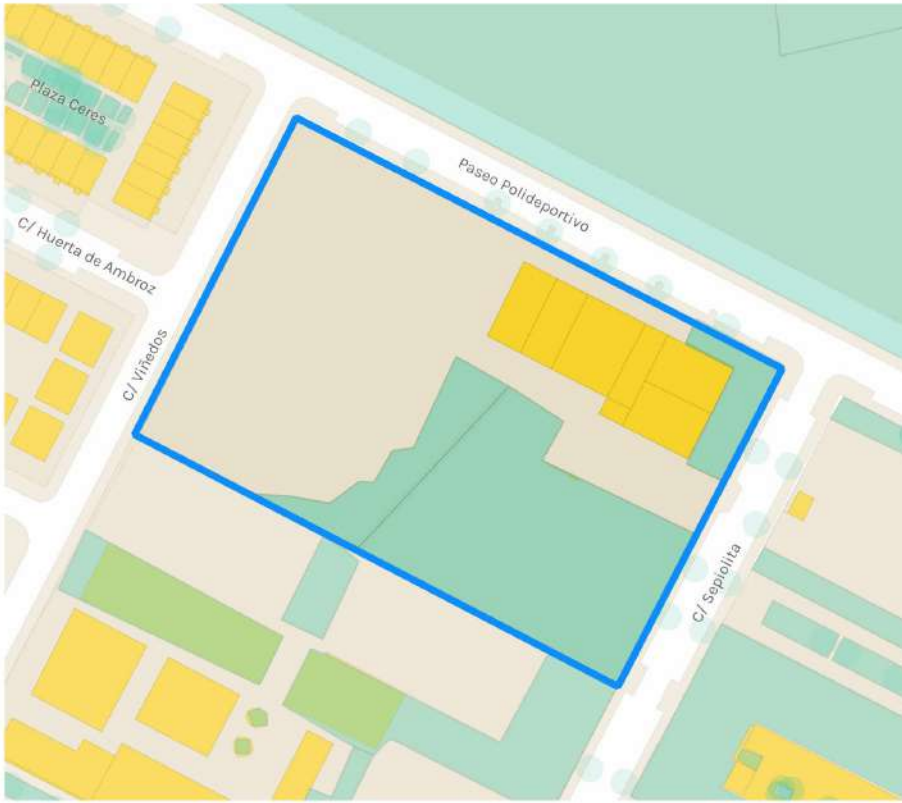 Plaza Ceres
Paseo Polideportivo
C/ Huerta de Ambroz
C/ Viñedos
C/ Sepiolita